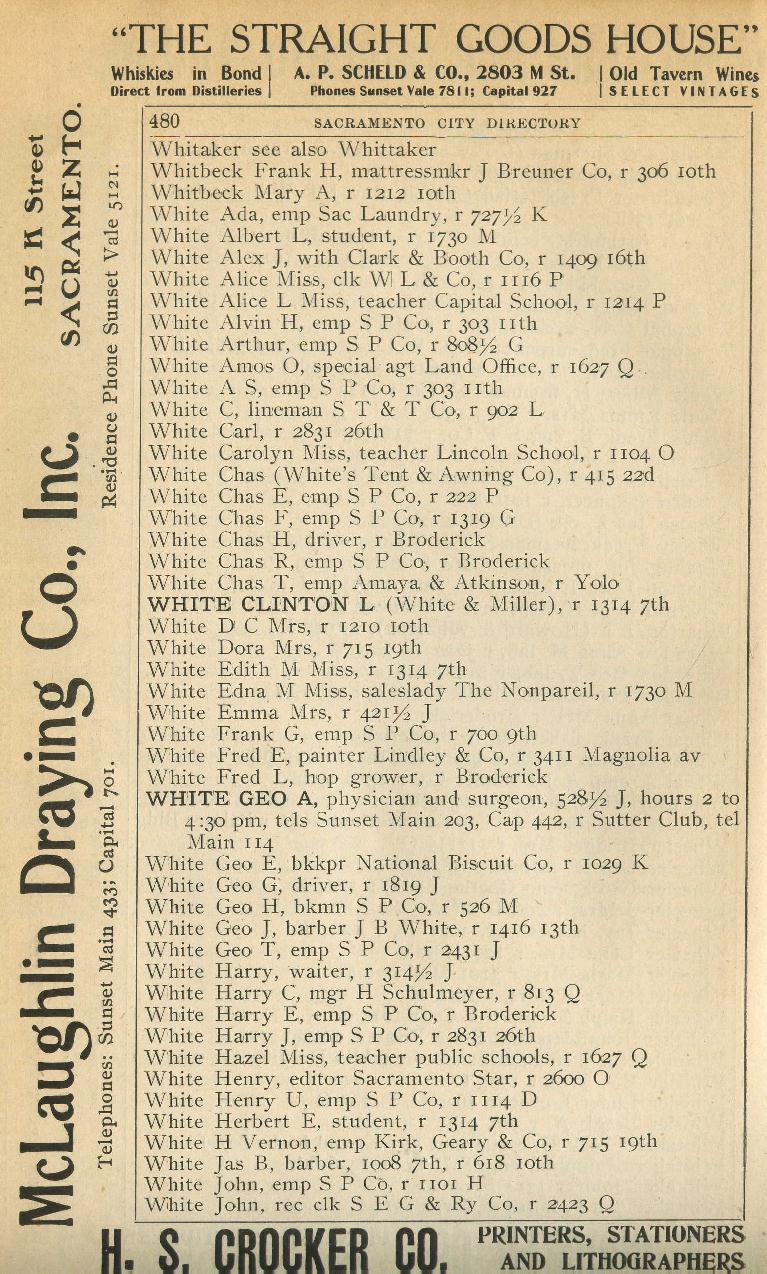 “THE STRAIGHT GOODS HOUSE”
Whiskies in Bond | A. P. SCHELD & CO., 2803 M St. | Old Tavern Wines
Direct from Distilleries | Phones Sunset Vale 7811; Capital 927 | SELECT VINTAGES
McLaughlin Draying Co., Inc.
115 K Street
SACRAMENTO.
Telephones: Sunset Main 433; Capital 701.
Residence Phone Sunset Vale 5121.
480 SACRAMENTO CITY DIRECTORY
Whitaker see also Whittaker
Whitbeck Frank H, mattressmkr J Breuner Co, r 306 10th
Whitbeck Mary A, r 1212 10th
White Ada, emp Sac Laundry, r 727½ K
White Albert L, student, r 1730 M
White Alex J, with Clark & Booth Co, r 1409 16th
White Alice Miss, clk W L & Co, r 1116 P
White Alice L Miss, teacher Capital School, r 1214 P
White Alvin H, emp S P Co, r 303 11th
White Arthur, emp S P Co, r 808½ G
White Amos O, special agt Land Office, r 1627 Q
White A S, emp S P Co, r 303 11th
White C, lineman S T & T Co, r 902 L
White Carl, r 2831 26th
White Carolyn Miss, teacher Lincoln School, r 1104 O
White Chas (White's Tent & Awning Co), r 415 22d
White Chas E, emp S P Co, r 222 P
White Chas F, emp S P Co, r 1319 G
White Chas H, driver, r Broderick
White Chas R, emp S P Co, r Broderick
White Chas T, emp Amaya & Atkinson, r Yolo
WHITE CLINTON L (White & Miller), r 1314 7th
White D C Mrs, r 1210 10th
White Dora Mrs, r 715 19th
White Edith M Miss, r 1314 7th
White Edna M Miss, saleslady The Nonpareil, r 1730 M
White Emma Mrs, r 421½ J
White Frank G, emp S P Co, r 700 9th
White Fred E, painter Lindley & Co, r 3411 Magnolia av
White Fred L, hop grower, r Broderick
WHITE GEO A, physician and surgeon, 528½ J, hours 2 to
4:30 pm, tels Sunset Main 203, Cap 442, r Sutter Club, tel
Main 114
White Geo E, bkkpr National Biscuit Co, r 1029 K
White Geo G, driver, r 1819 J
White Geo H, bkmn S P Co, r 526 M
White Geo J, barber J B White, r 1416 13th
White Geo T, emp S P Co, r 2431 J
White Harry, waiter, r 314½ J
White Harry C, mgr H Schulmeyer, r 813 Q
White Harry E, emp S P Co, r Broderick
White Harry J, emp S P Co, r 2831 26th
White Hazel Miss, teacher public schools, r 1627 Q
White Henry, editor Sacramento Star, r 2600 O
White Henry U, emp S P Co, r 1114 D
White Herbert E, student, r 1314 7th
White H Vernon, emp Kirk, Geary & Co, r 715 19th
White Jas B, barber, 1008 7th, r 618 10th
White John, emp S P Co, r 1101 H
White John, rec clk S E G & Ry Co, r 2423 Q
H. S. CROCKER CO. PRINTERS, STATIONERS
AND LITHOGRAPHERS